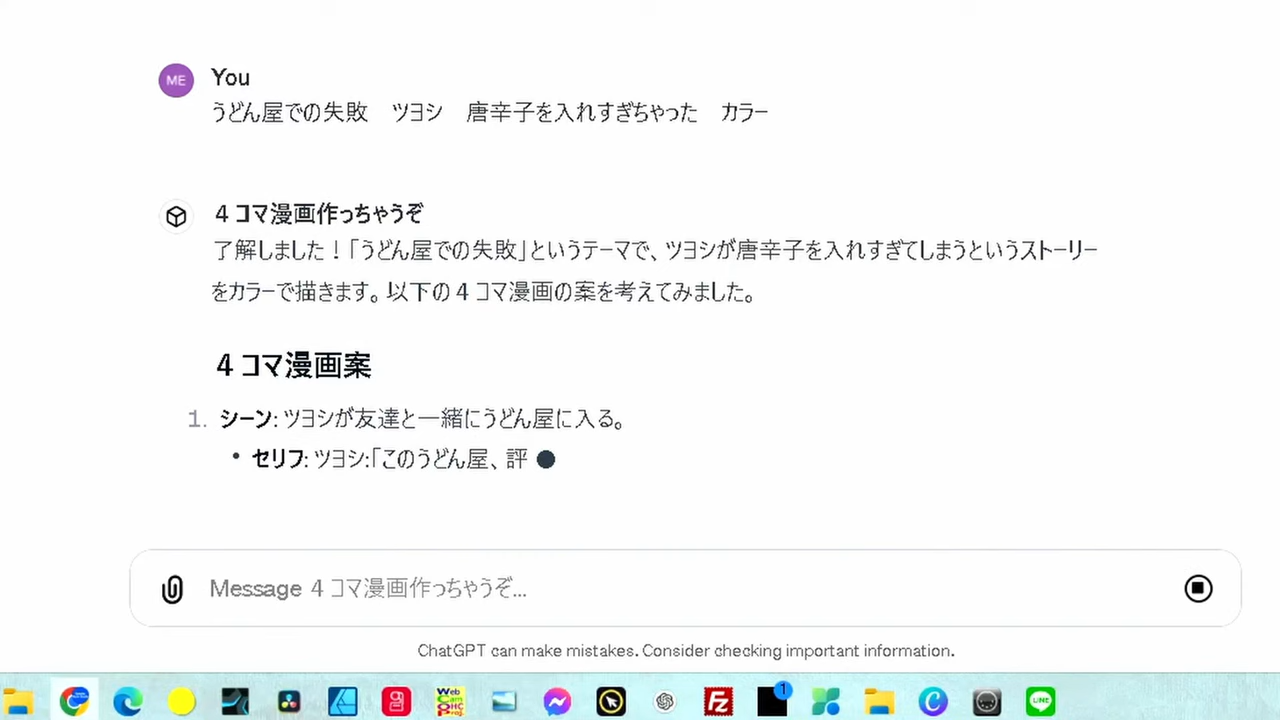 ME
You
うどん屋での失敗　ツヨシ　唐辛子を入れすぎちゃった　カラー
４コマ漫画作っちゃうぞ
了解しました！「うどん屋での失敗」というテーマで、ツヨシが唐辛子を入れすぎてしまうというストーリー
をカラーで描きます。以下の４コマ漫画の案を考えてみました。
４コマ漫画案
1. シーン: ツヨシが友達と一緒にうどん屋に入る。
• セリフ: ツヨシ:「このうどん屋、評
Message ４コマ漫画作っちゃうぞ...
ChatGPT can make mistakes. Consider checking important information.
Web
1
FZ
LINE